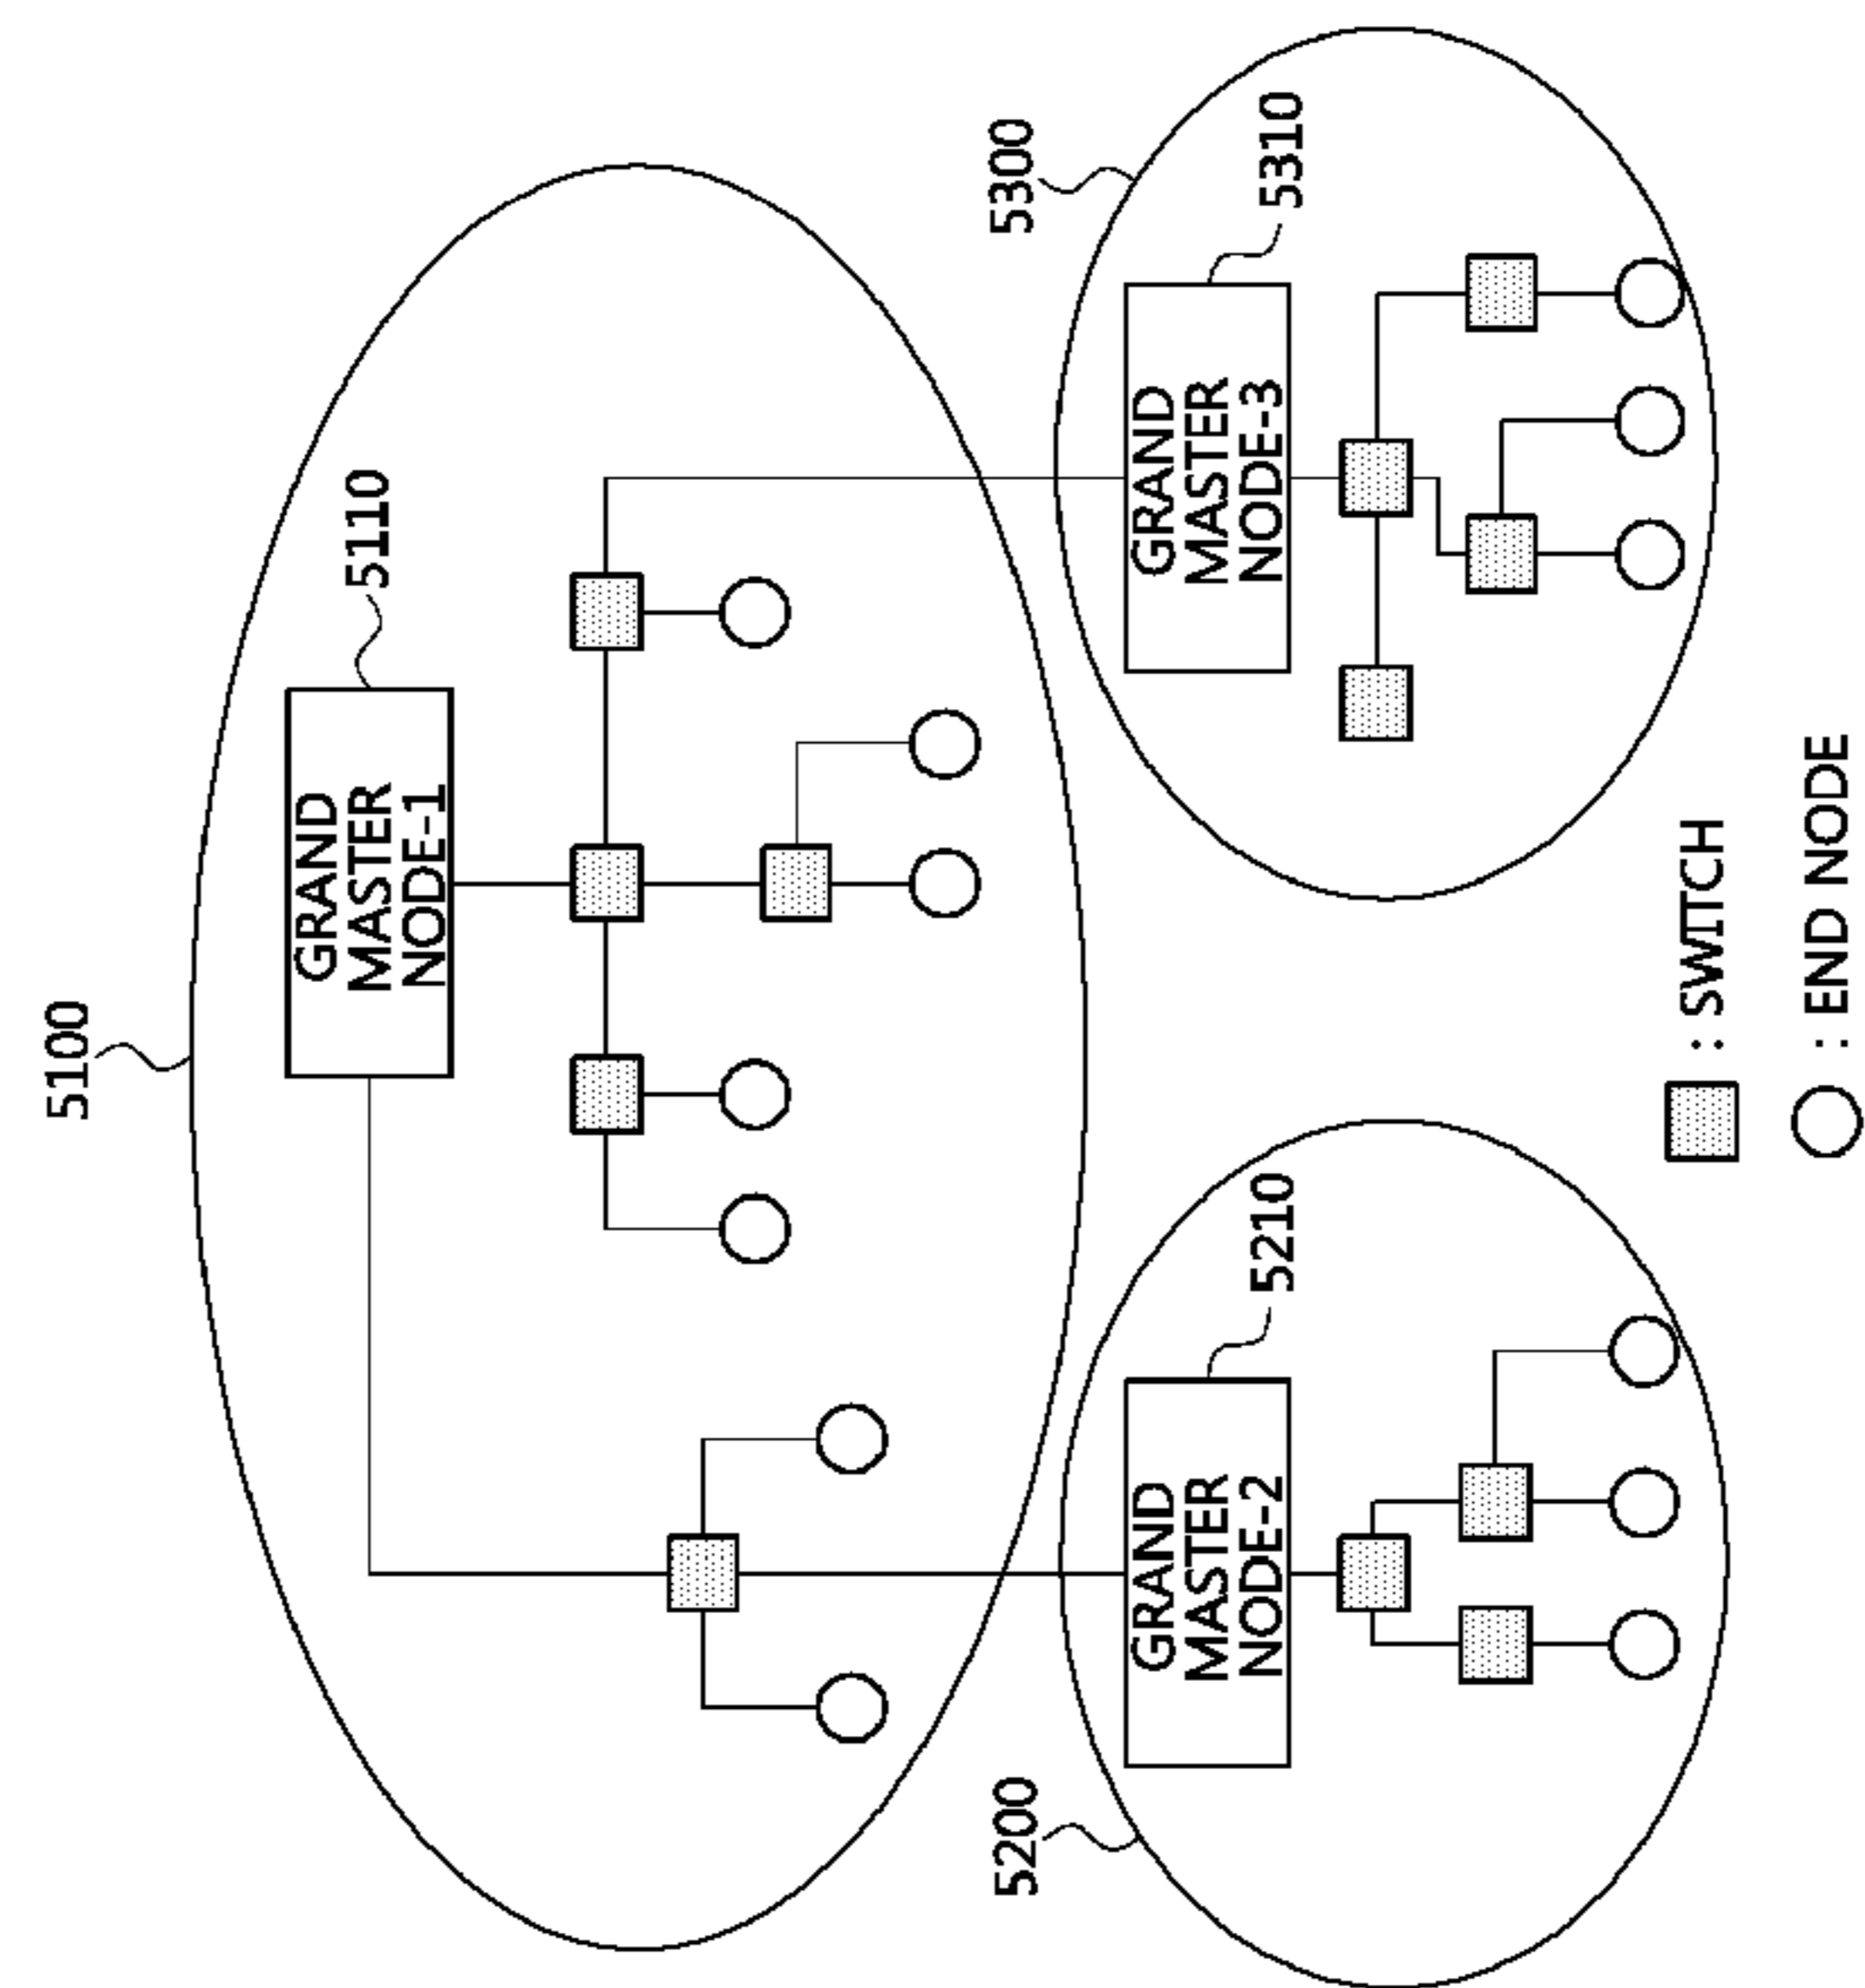 5100
GRAND
MASTER
NODE-1
5110
5200
GRAND
MASTER
NODE-2
5210
5300
GRAND
MASTER
NODE-3
5310
: SWITCH
: END NODE